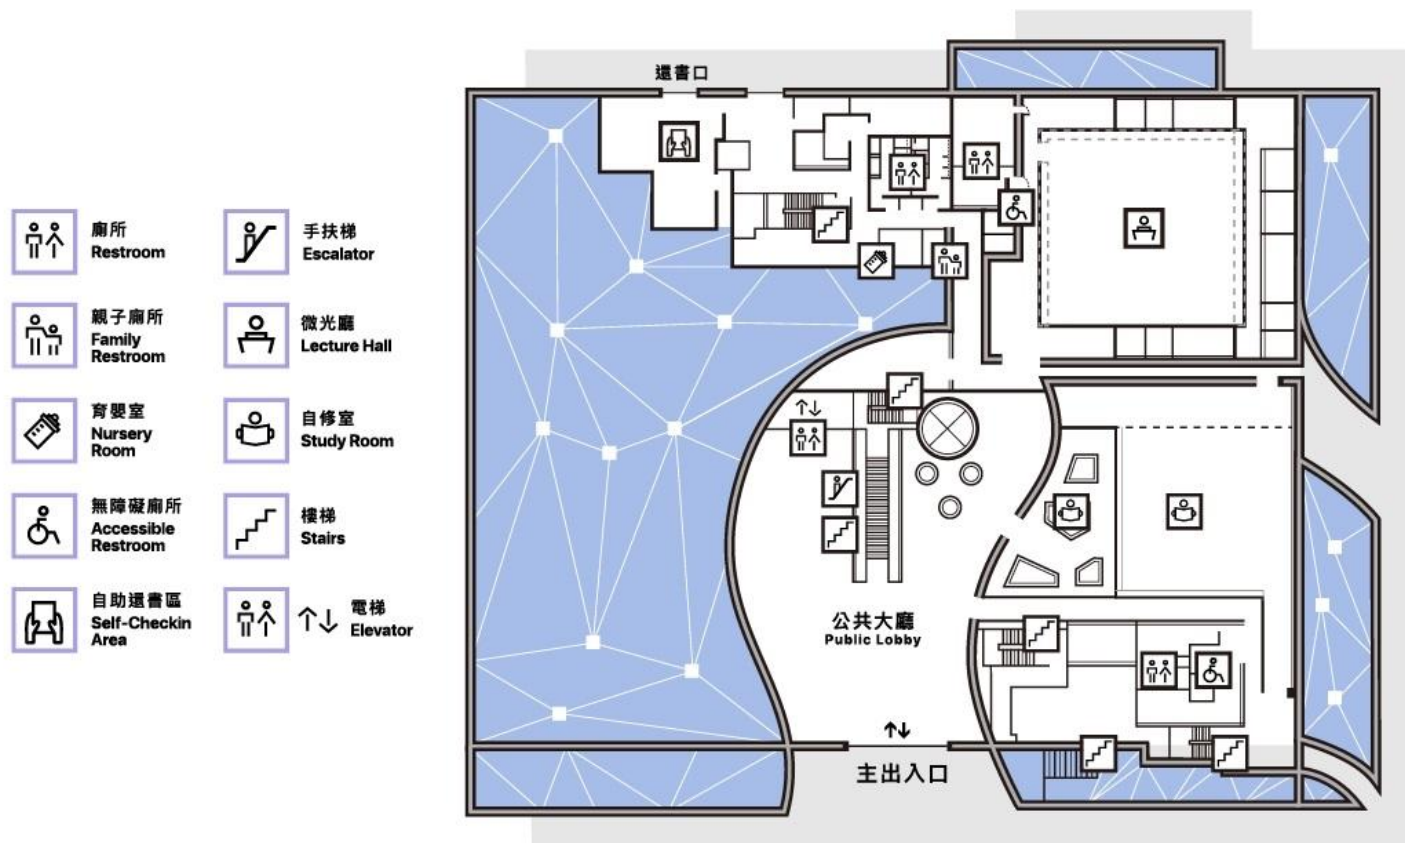 廁所
Restroom
親子廁所
Family
Restroom
育嬰室
Nursery
Room
無障礙廁所
Accessible
Restroom
自助還書區
Self-Checkin
Area
手扶梯
Escalator
微光廳
Lecture Hall
自修室
Study Room
樓梯
Stairs
電梯
Elevator
還書口
公共大廳
Public Lobby
主出入口